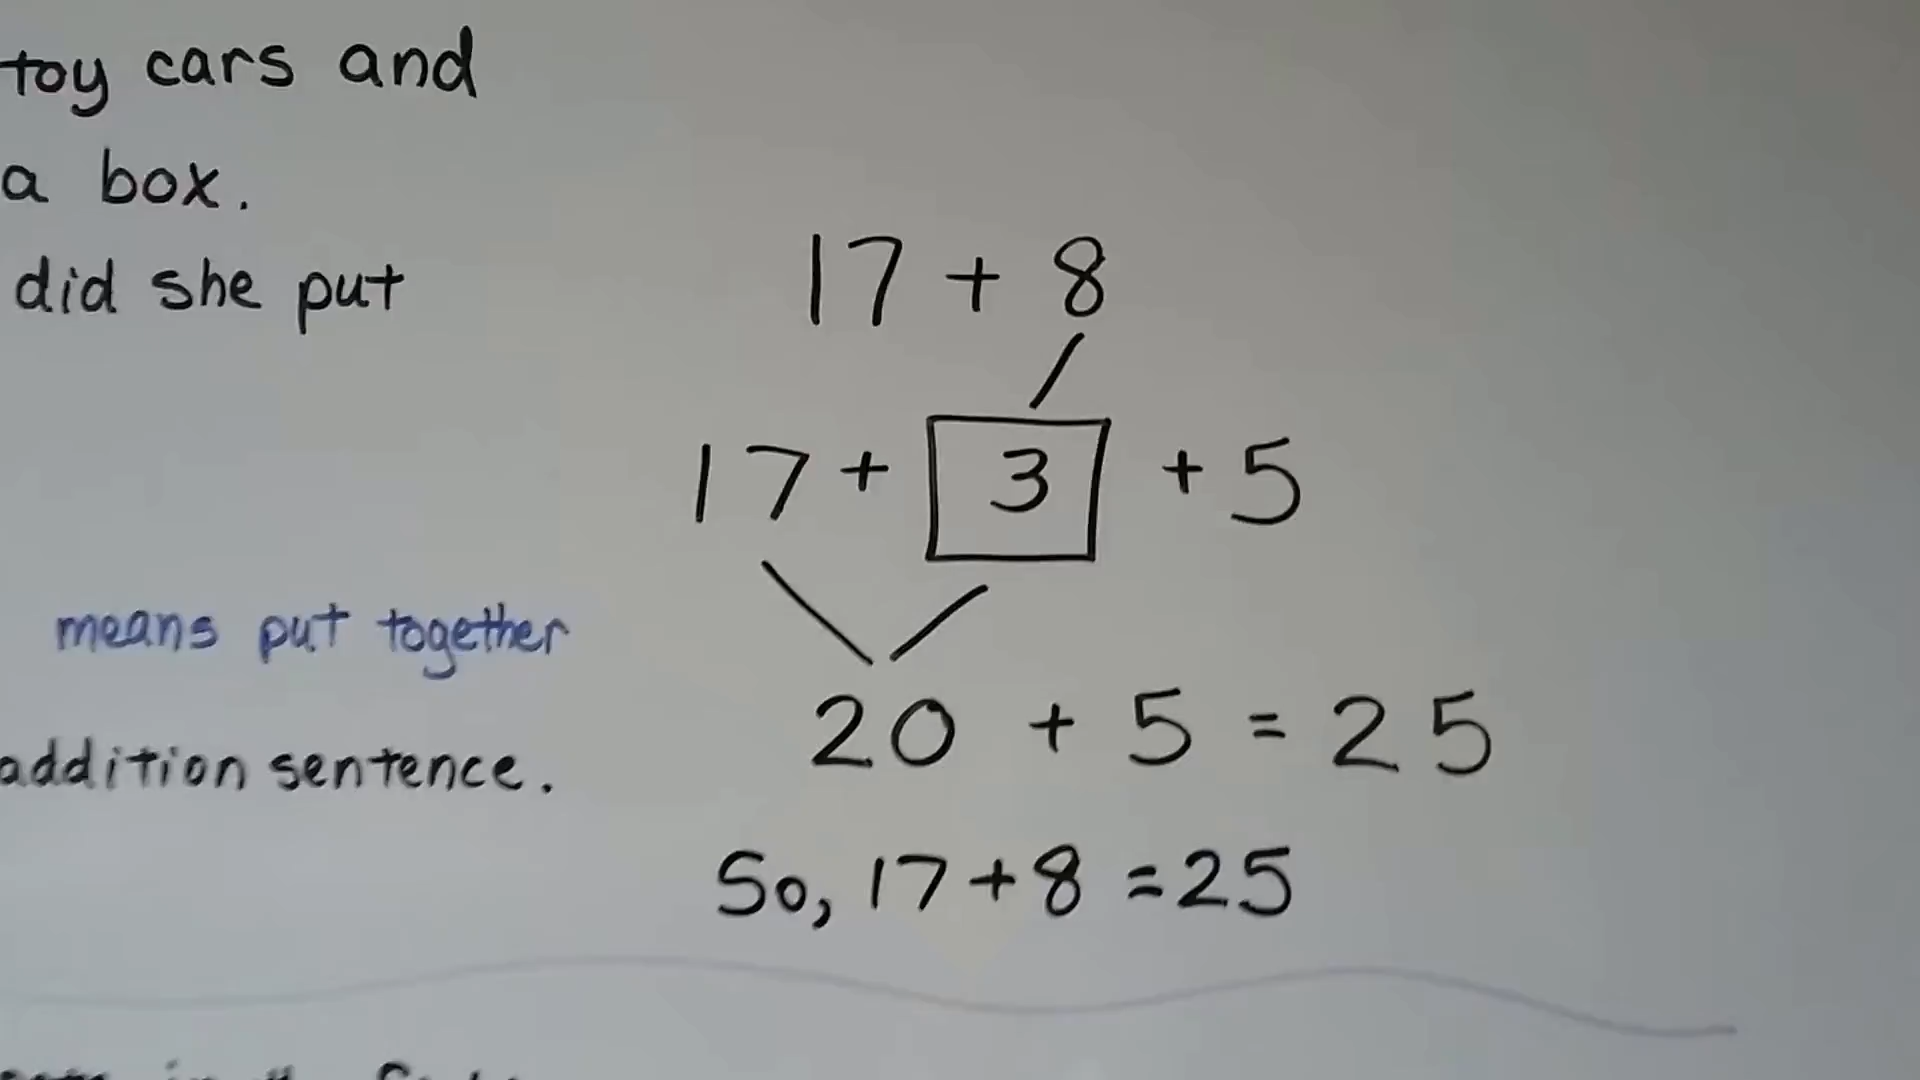 toy cars and
a box.
did she put
means put together
addition sentence.
17 + 8
17 + 3 + 5
20 + 5 = 25
So, 17 + 8 = 25